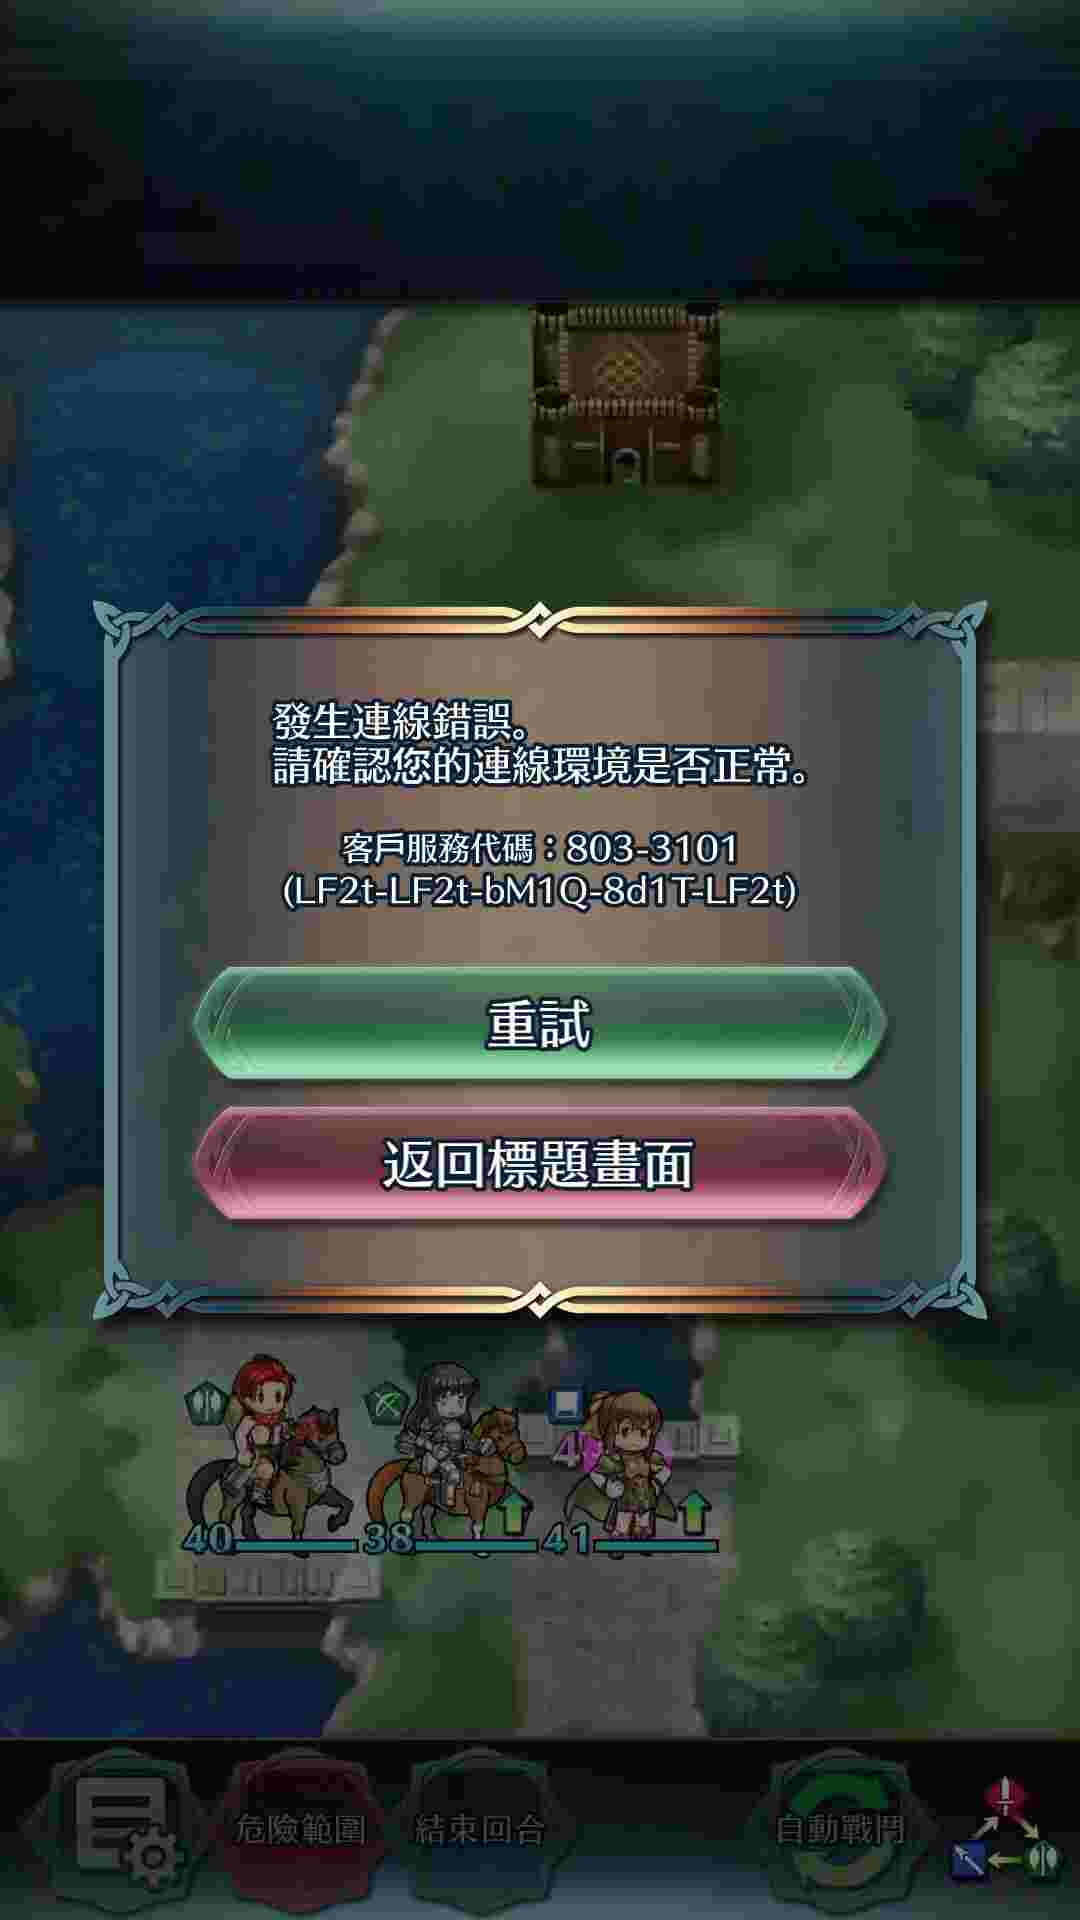 發生連線錯誤。
請確認您的連線環境是否正常。
客戶服務代碼：803-3101
(LF2t-LF2t-bM1Q-8d1T-LF2t)
重試
返回標題畫面
40
38
41
危險範圍
結束回合
自動戰鬥